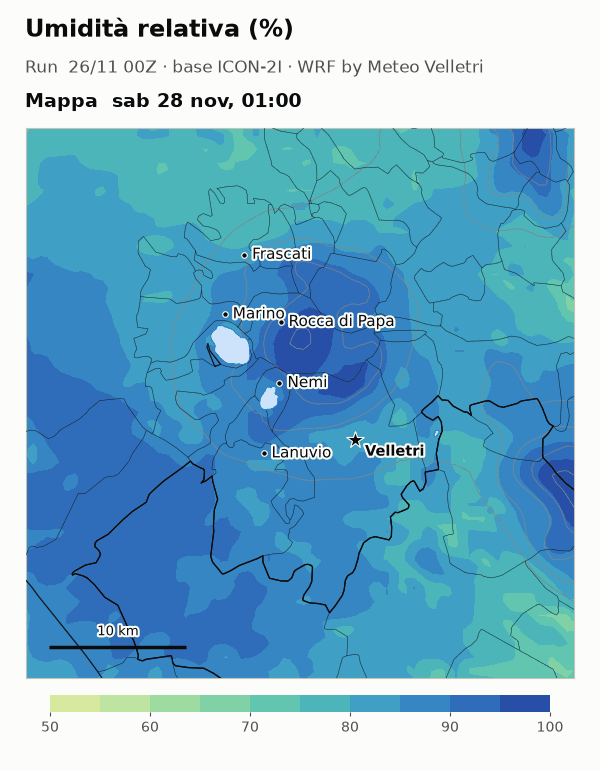 Umidità relativa (%)
Run  26/11 00Z · base ICON-2I · WRF by Meteo Velletri
Mappa  sab 28 nov, 01:00
Frascati
Marino
Rocca di Papa
Nemi
Velletri
Lanuvio
10 km
50 60 70 80 90 100